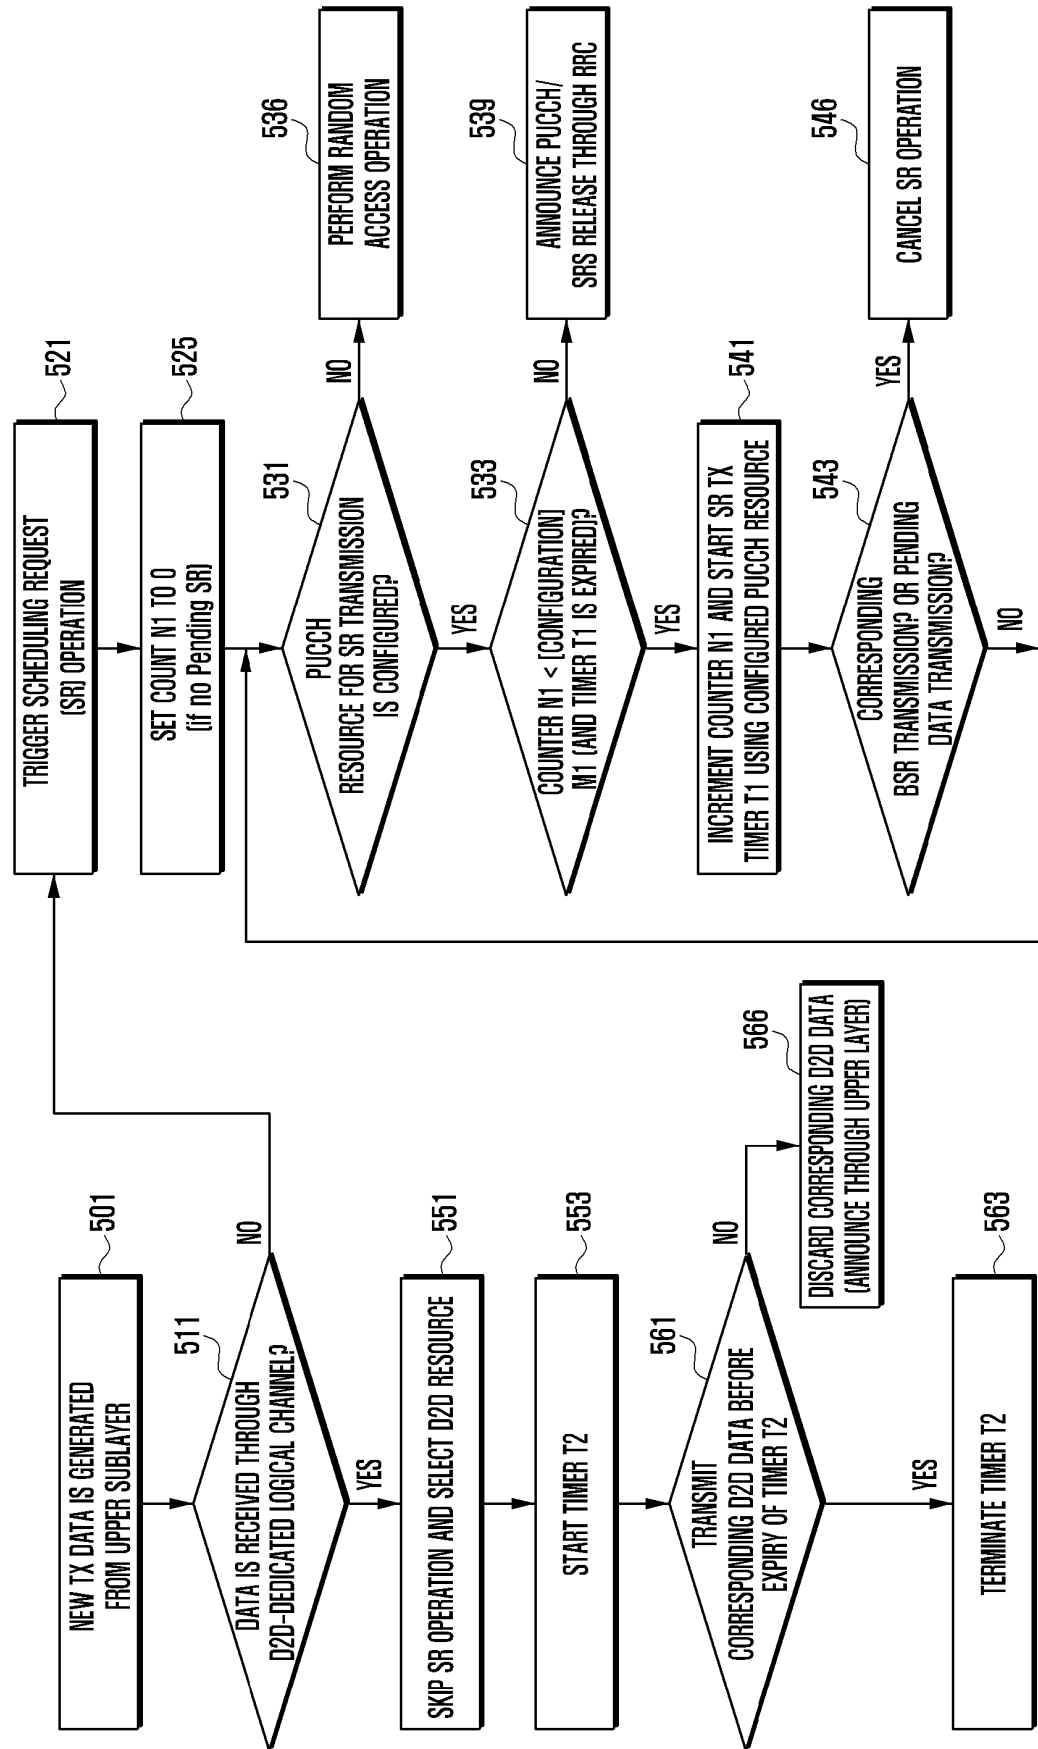 501
NEW TX DATA IS GENERATED
FROM UPPER SUBLAYER
511
DATA IS RECEIVED THROUGH
D2D-DEDICATED LOGICAL CHANNEL?
NO
YES
551
SKIP SR OPERATION AND SELECT D2D RESOURCE
553
START TIMER T2
561
TRANSMIT
CORRESPONDING D2D DATA BEFORE
EXPIRY OF TIMER T2
NO
566
DISCARD CORRESPONDING D2D DATA
(ANNOUNCE THROUGH UPPER LAYER)
YES
563
TERMINATE TIMER T2
521
TRIGGER SCHEDULING REQUEST
(SR) OPERATION
525
SET COUNT N1 TO 0
(if no Pending SR)
531
PUCCH
RESOURCE FOR SR TRANSMISSION
IS CONFIGURED?
NO
536
PERFORM RANDOM
ACCESS OPERATION
YES
533
COUNTER N1 < [CONFIGURATION]
M1 (AND TIMER T1 IS EXPIRED)?
NO
539
ANNOUNCE PUCCH/
SRS RELEASE THROUGH RRC
YES
541
INCREMENT COUNTER N1 AND START SR TX
TIMER T1 USING CONFIGURED PUCCH RESOURCE
543
CORRESPONDING
BSR TRANSMISSION? OR PENDING
DATA TRANSMISSION?
YES
546
CANCEL SR OPERATION
NO